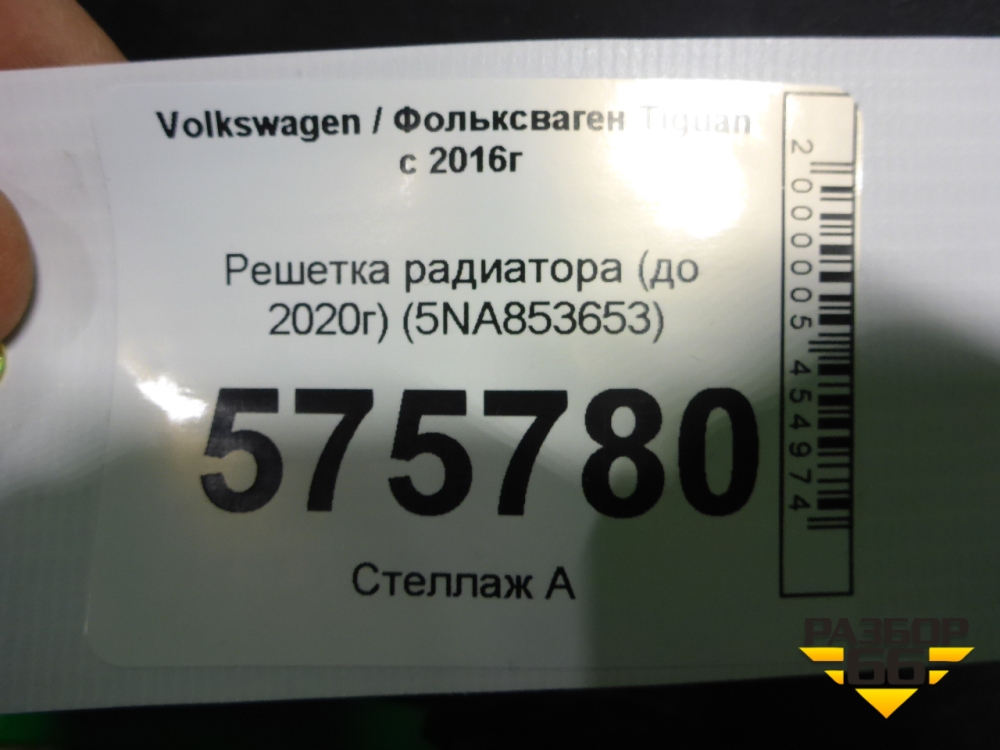 Volkswagen / Фольксваген Tiguan
с 2016г
Решетка радиатора (до
2020г) (5NA853653)
575780
Стеллаж А
2000005454974
РАЗБОР
66